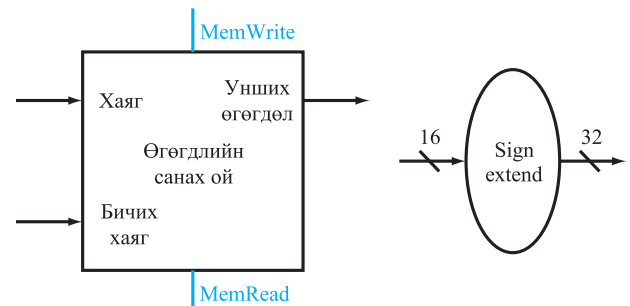 MemWrite
Хаяг
Унших
өгөгдөл
Өгөгдлийн
санах ой
Бичих
хаяг
MemRead
16
Sign
extend
32